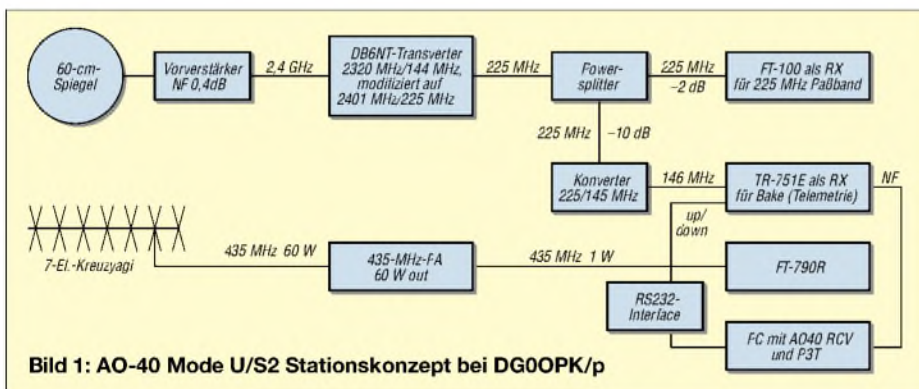 60-cm-
Spiegel
Vorverstärker
NF 0,4dB
2,4 GHz
DB6NT-Transverter
2320 MHz/144 MHz,
modifiziert auf
2401 MHz/225 MHz
225 MHz
Fower-
splitter
225 MHz
–2 dB
FT-100 als RX
für 225 MHz Paßband
225 MHz
–10 dB
Konverter
225/145 MHz
146 MHz
TR-751E als RX
für Bake (Telemetrie)
NF
up/
down
7-El.-Kreuzyagi
435 MHz 60 W
435-MHz-FA
60 W out
435 MHz 1 W
FT-790R
RS232-
Interface
FC mit AO40 RCV
und P3T
Bild 1: AO-40 Mode U/S2 Stationskonzept bei DG0OPK/p